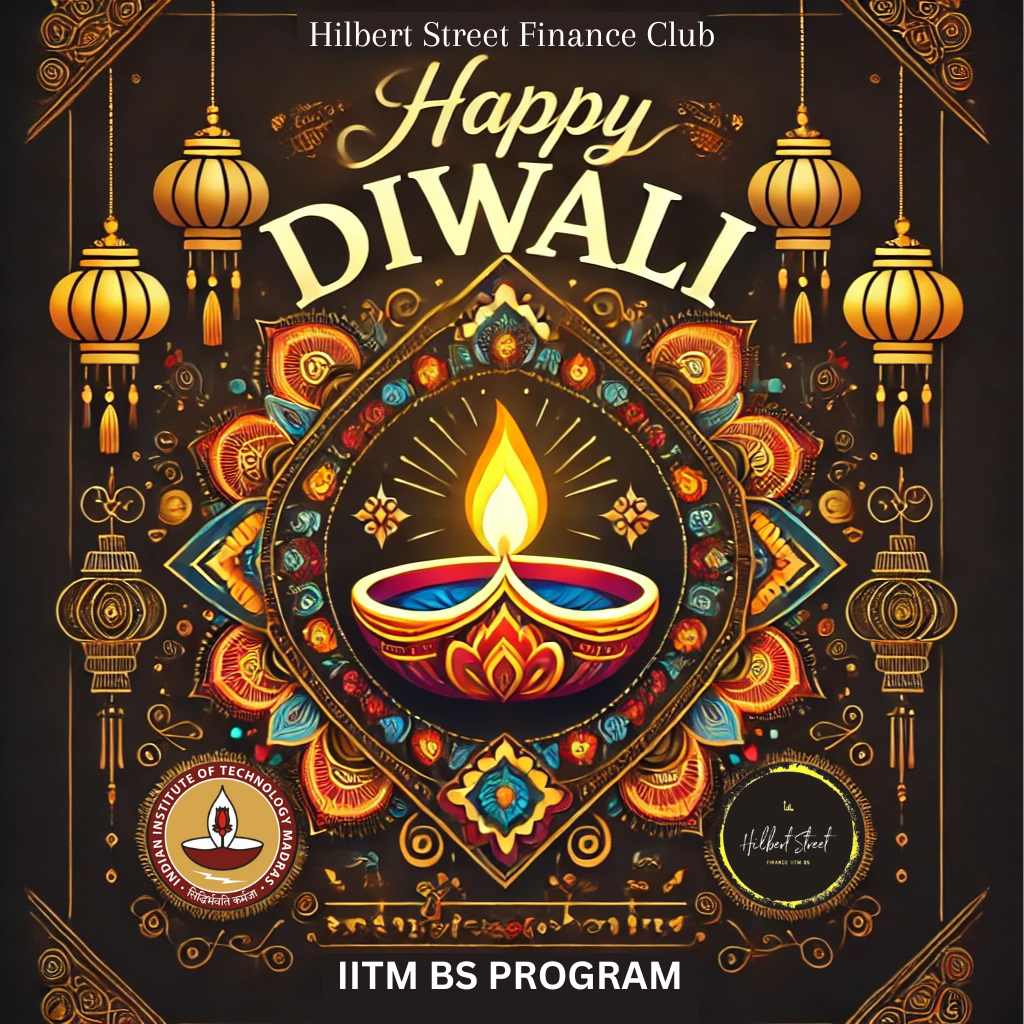 Hilbert Street Finance Club
Happy
DIWALI
INDIAN INSTITUTE OF TECHNOLOGY MADRAS
सिद्धिर्भवति कर्मजा
Hilbert Street
FINANCE IITM BS
IITM BS PROGRAM